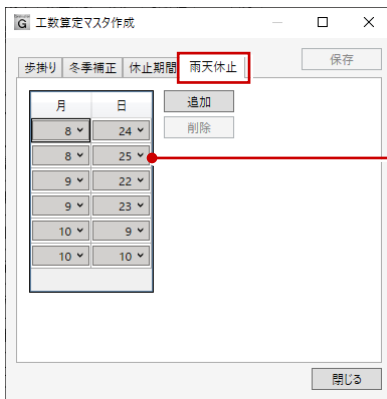 G 工数算定マスタ作成
歩掛り 冬季補正 休止期間 雨天休止 保存
月 日 追加
8 24 削除
8 25
9 22
9 23
10 9
10 10
閉じる